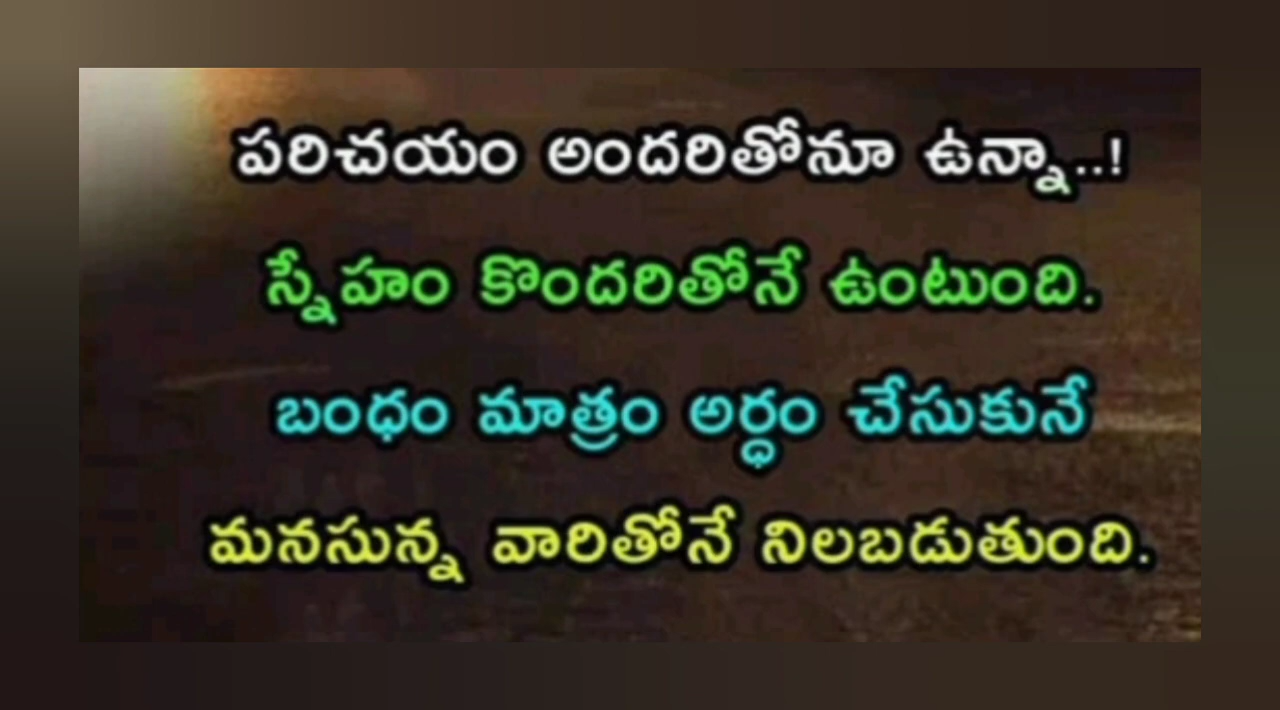 పరిచయం అందరితోనూ ఉన్నా...!
స్నేహం కొందరితోనే ఉంటుంది.
బంధం మాత్రం అర్ధం చేసుకునే
మనసున్న వారితోనే నిలబడుతుంది.